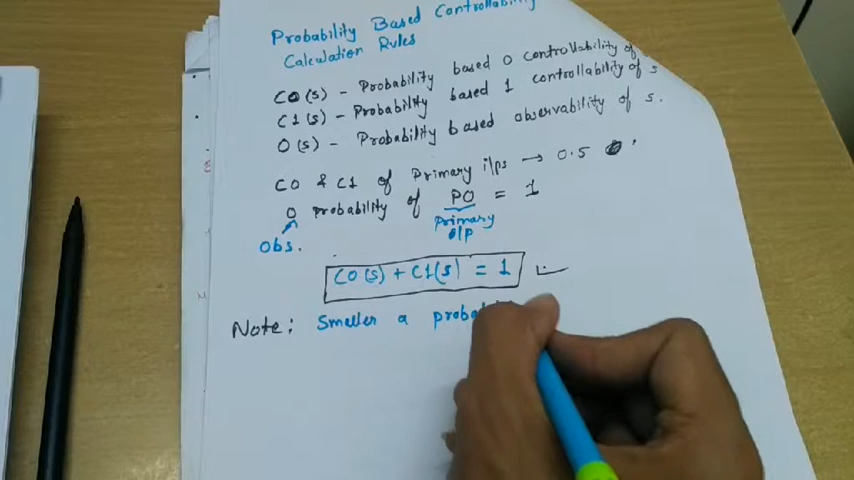 Probability Based Controllability
Calculation Rules
C0(s) - Probability based 0 controllability of
C1(s) - Probability based 1 controllability of s
O(s) - Probability based observability of s.
C0 & C1 of Primary i/ps → 0.5
O probability of PO = 1
Obs.
Primary
o/p
C0(s) + C1(s) = 1
Note: Smaller a